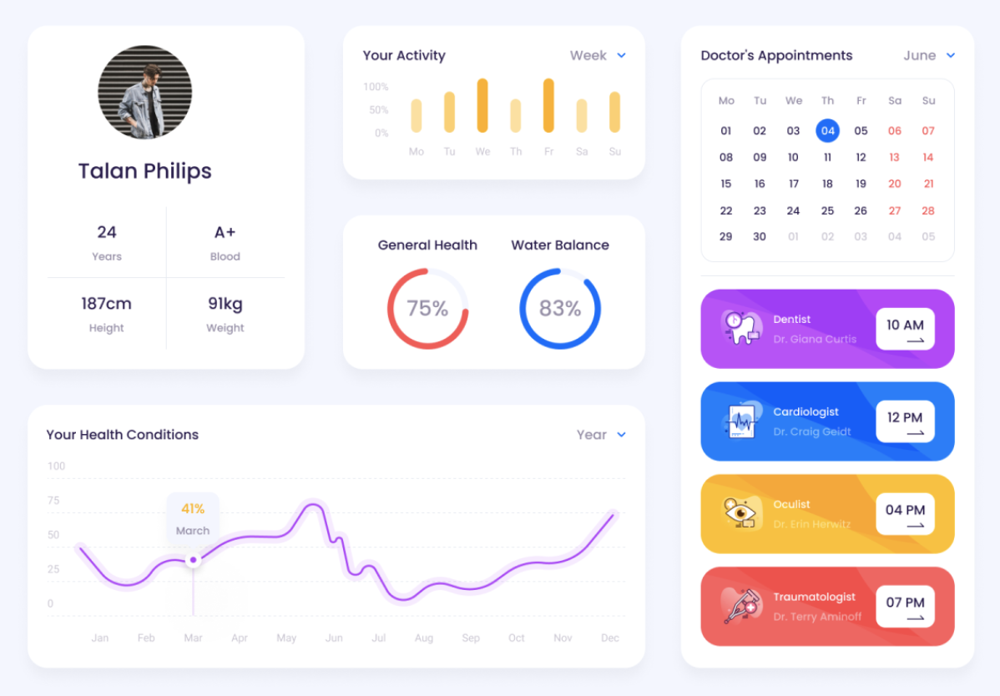 Talan Philips
24
Years
A+
Blood
187cm
Height
91kg
Weight
Your Activity
Week
100%
50%
0%
Mo Tu We Th Fr Sa Su
General Health
75%
Water Balance
83%
Your Health Conditions
Year
100
75
50
25
0
41%
March
Jan Feb Mar Apr May Jun Jul Aug Sep Oct Nov Dec
Doctor's Appointments
June
Mo Tu We Th Fr Sa Su
01 02 03 04 05 06 07
08 09 10 11 12 13 14
15 16 17 18 19 20 21
22 23 24 25 26 27 28
29 30 01 02 03 04 05
Dentist
Dr. Giana Curtis
10 AM
Cardiologist
Dr. Craig Geidt
12 PM
Oculist
Dr. Erin Herwitz
04 PM
Traumatologist
Dr. Terry Aminoff
07 PM